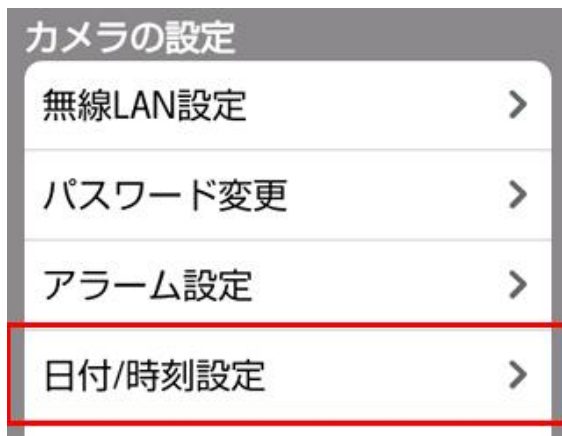 カメラの設定
無線LAN設定
パスワード変更
アラーム設定
日付/時刻設定